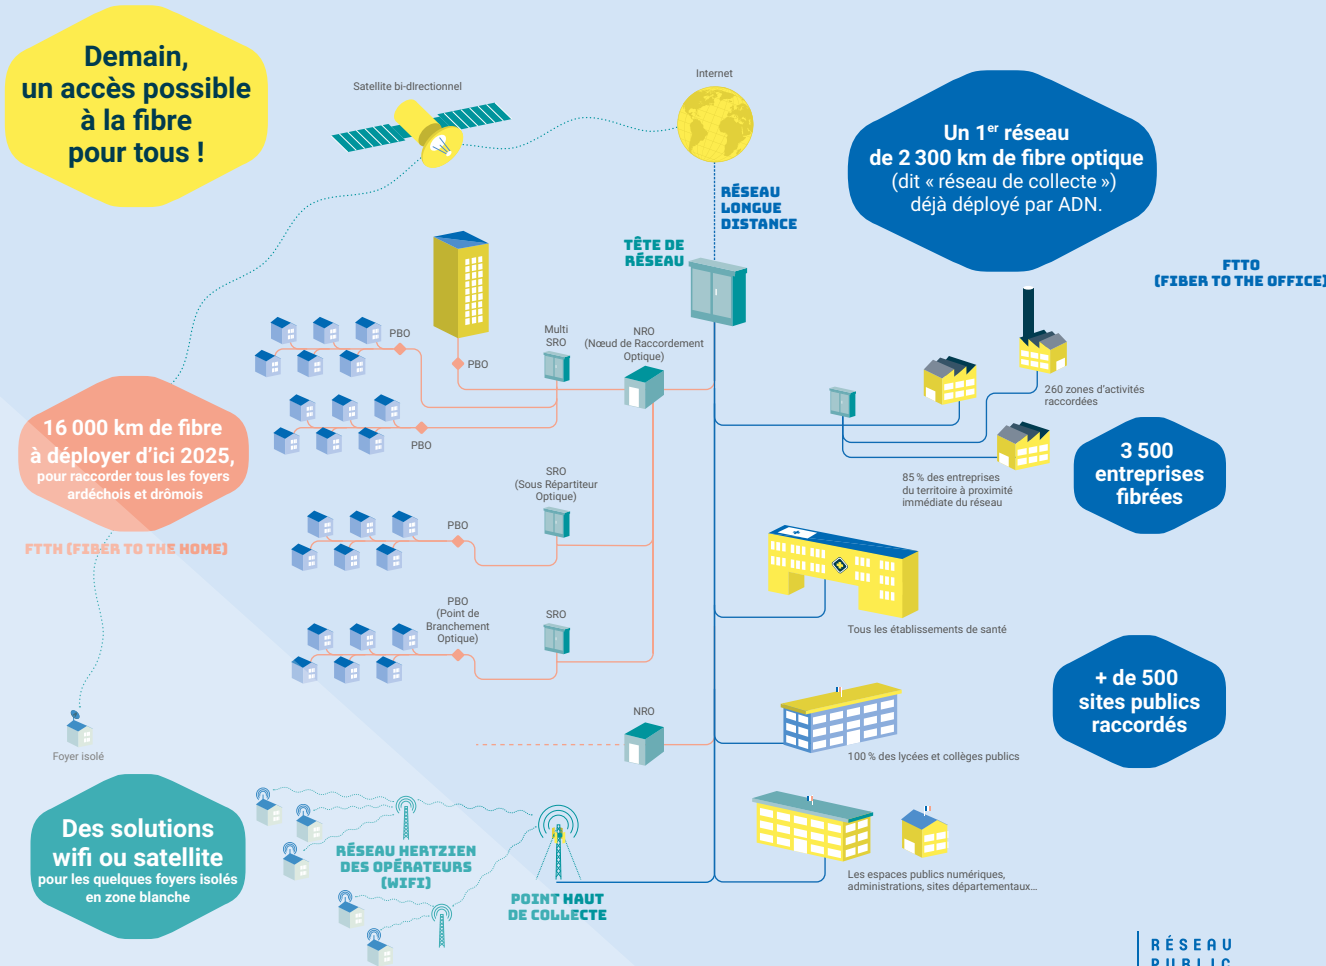 Demain,
un accès possible
à la fibre
pour tous !
Satellite bi-dIrectionnel
Internet
Un 1er réseau
de 2 300 km de fibre optique
(dit « réseau de collecte »)
déjà déployé par ADN.
RÉSEAU
LONGUE
DISTANCE
TÊTE DE
RÉSEAU
FTTO
(FIBER TO THE OFFICE)
PBO
PBO
Multi
SRO
NRO
(Nœud de Raccordement
Optique)
PBO
260 zones d'activités
raccordées
16 000 km de fibre
à déployer d'ici 2025,
pour raccorder tous les foyers
ardéchois et drômois
FTTH (FIBER TO THE HOME)
3 500
entreprises
fibrées
85 % des entreprises
du territoire à proximité
immédiate du réseau
SRO
(Sous Répartiteur
Optique)
PBO
PBO
(Point de
Branchement
Optique)
SRO
Tous les établissements de santé
+ de 500
sites publics
raccordés
NRO
100 % des lycées et collèges publics
Foyer isolé
Des solutions
wifi ou satellite
pour les quelques foyers isolés
en zone blanche
RÉSEAU HERTZIEN
DES OPÉRATEURS
(WIFI)
POINT HAUT
DE COLLECTE
Les espaces publics numériques,
administrations, sites départementaux...
RÉSEAU
PUBLIC